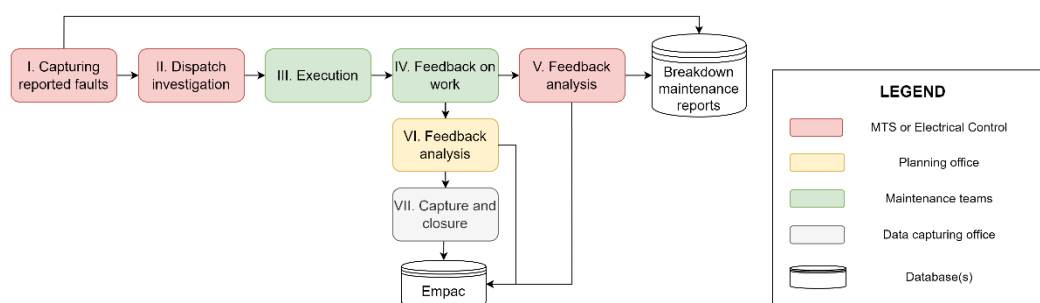 I. Capturing
reported faults
II. Dispatch
investigation
III. Execution
IV. Feedback on
work
V. Feedback
analysis
Breakdown
maintenance
reports
VI. Feedback
analysis
VII. Capture and
closure
Empac
LEGEND
MTS or Electrical Control
Planning office
Maintenance teams
Data capturing office
Database(s)